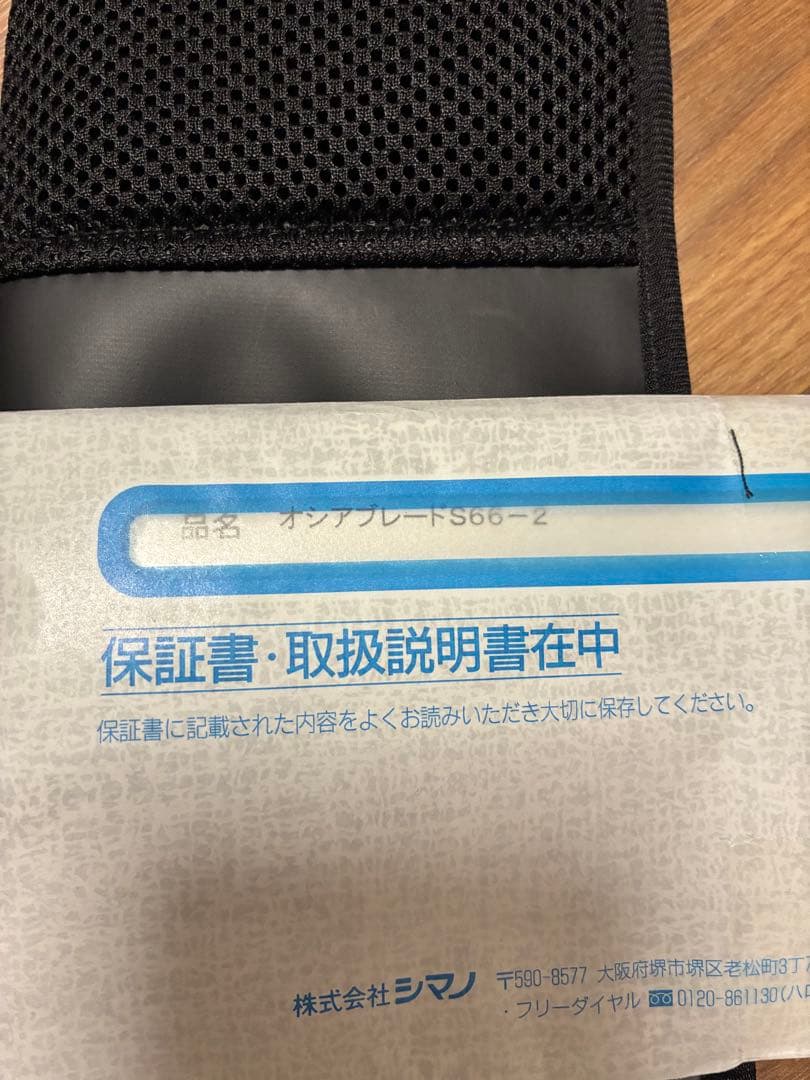 品名 オシアブレードS66-2
保証書・取扱説明書在中
保証書に記載された内容をよくお読みいただき大切に保存してください。
株式会社シマノ 〒590-8577 大阪府堺市堺区老松町3丁
・フリーダイヤル 0120-861130(ハロ